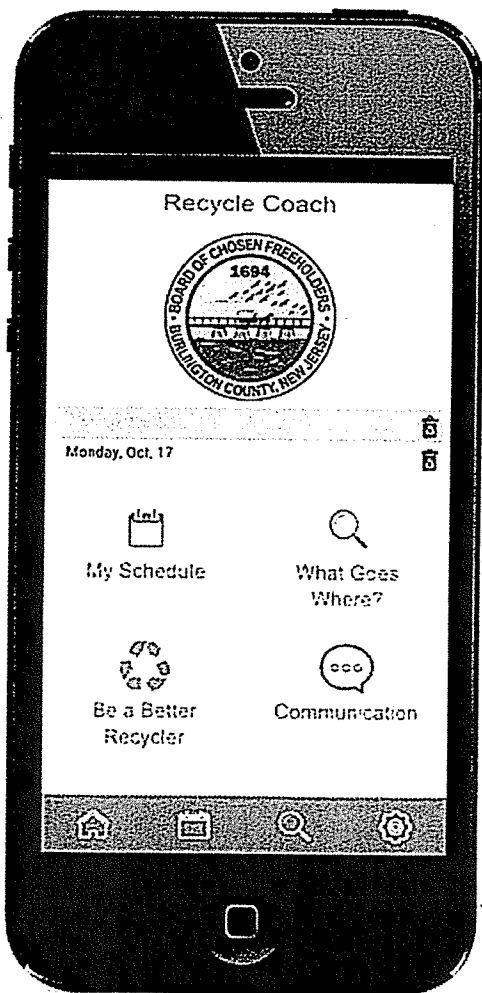 Recycle Coach
BOARD OF CHOSEN FREEHOLDERS
1694
BURLINGTON COUNTY, NEW JERSEY
Monday, Oct. 17
My Schedule
What Goes
Where?
Be a Better
Recycler
Communication